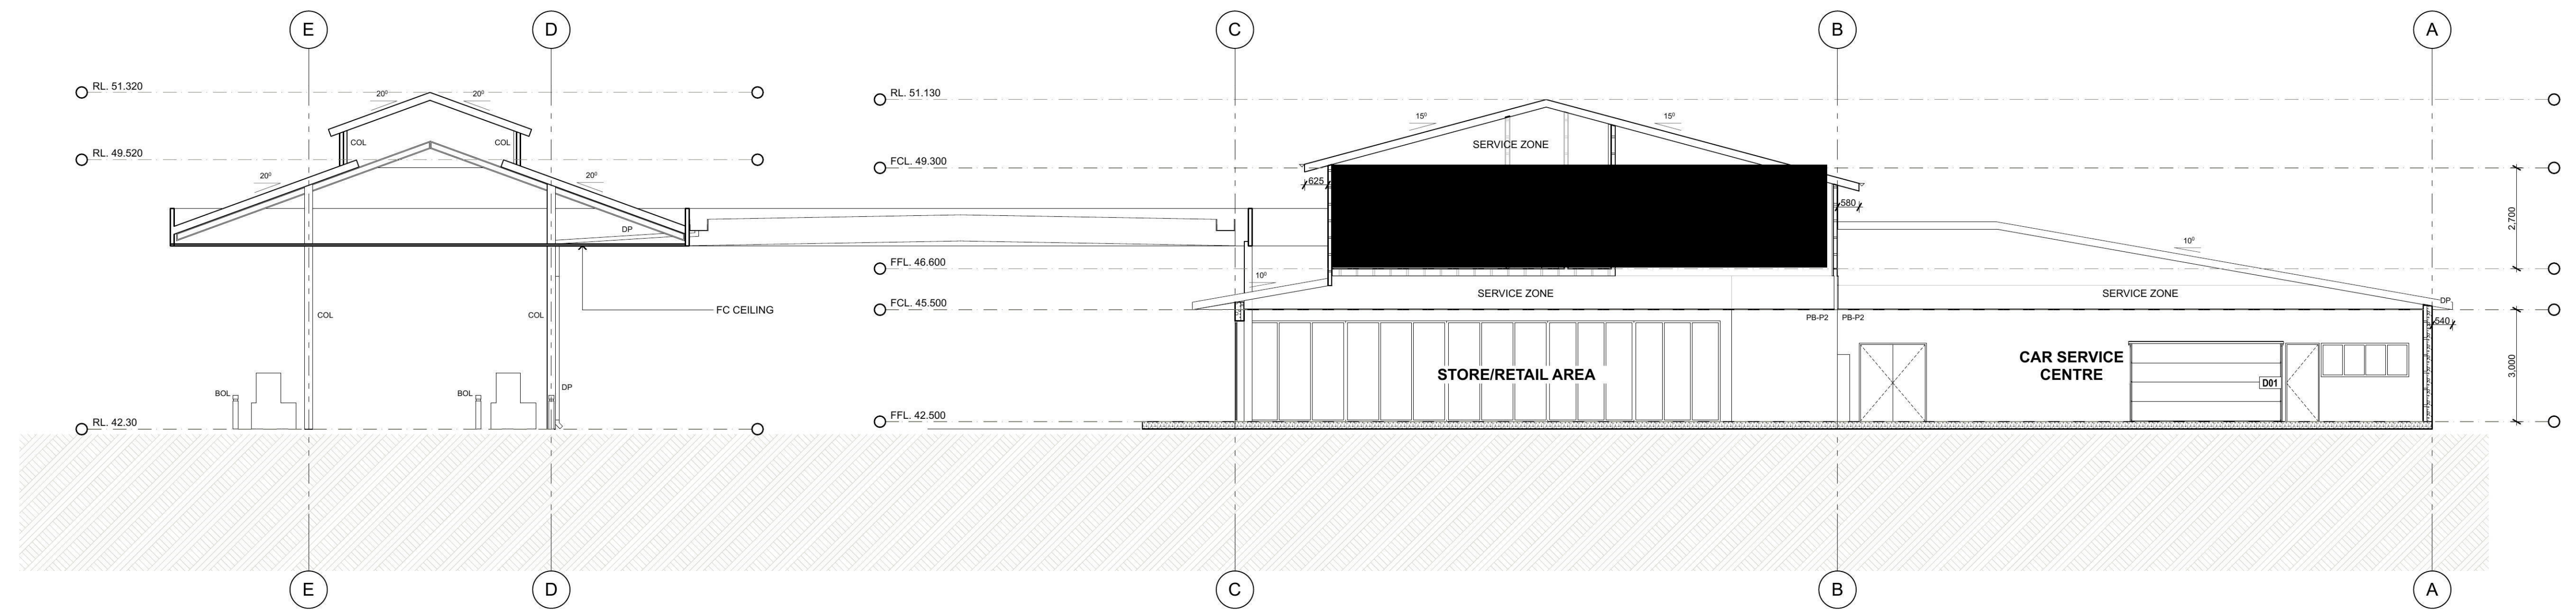 E
D
C
B
A
RL. 51.320
RL. 51.130
20⁰
20⁰
15⁰
15⁰
COL
COL
SERVICE ZONE
RL. 49.520
FCL. 49.300
20⁰
20⁰
625
580
2,700
DP
10⁰
FFL. 46.600
10⁰
SERVICE ZONE
SERVICE ZONE
DP
FCL. 45.500
FC CEILING
COL
COL
PB-P2
PB-P2
540
CAR SERVICE
CENTRE
STORE/RETAIL AREA
3,000
D01
BOL
BOL
DP
RL. 42.30
FFL. 42.500
E
D
C
B
A